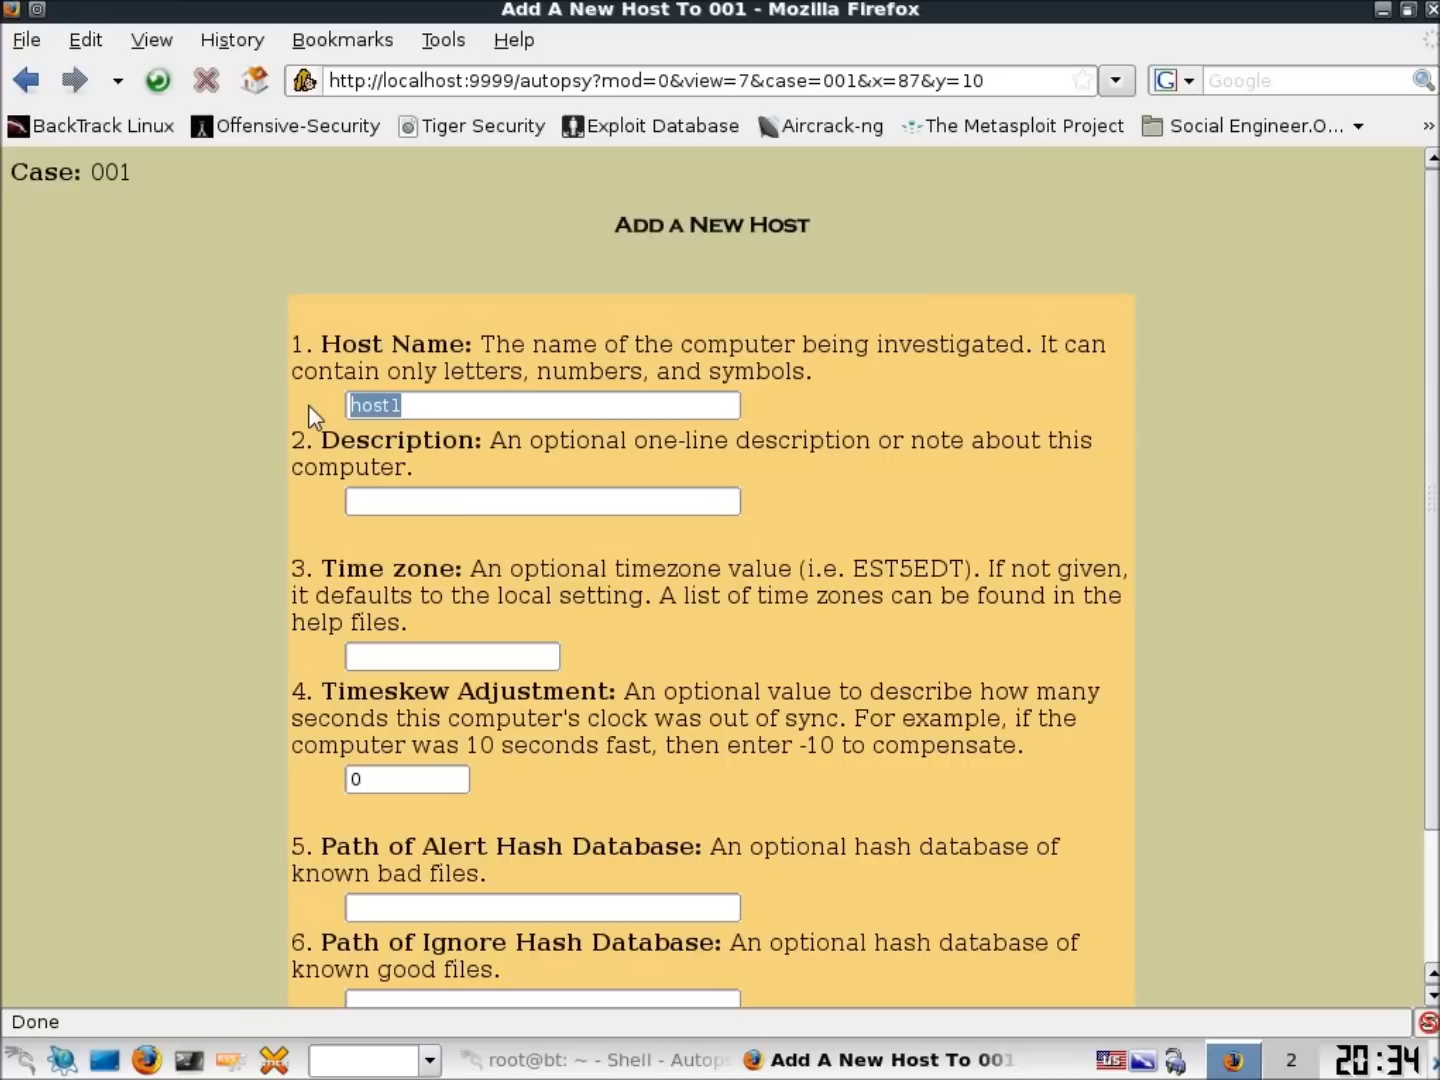 Add A New Host To 001 - Mozilla Firefox
File Edit View History Bookmarks Tools Help
http://localhost:9999/autopsy?mod=0&view=7&case=001&x=87&y=10
Google
BackTrack Linux Offensive-Security Tiger Security Exploit Database Aircrack-ng The Metasploit Project Social Engineer.O... »
Case: 001
ADD A NEW HOST
1. Host Name: The name of the computer being investigated. It can
contain only letters, numbers, and symbols.
host1
2. Description: An optional one-line description or note about this
computer.
3. Time zone: An optional timezone value (i.e. EST5EDT). If not given,
it defaults to the local setting. A list of time zones can be found in the
help files.
4. Timeskew Adjustment: An optional value to describe how many
seconds this computer's clock was out of sync. For example, if the
computer was 10 seconds fast, then enter -10 to compensate.
0
5. Path of Alert Hash Database: An optional hash database of
known bad files.
6. Path of Ignore Hash Database: An optional hash database of
known good files.
Done
root@bt: ~ - Shell - Autops Add A New Host To 001 US 2 20:34